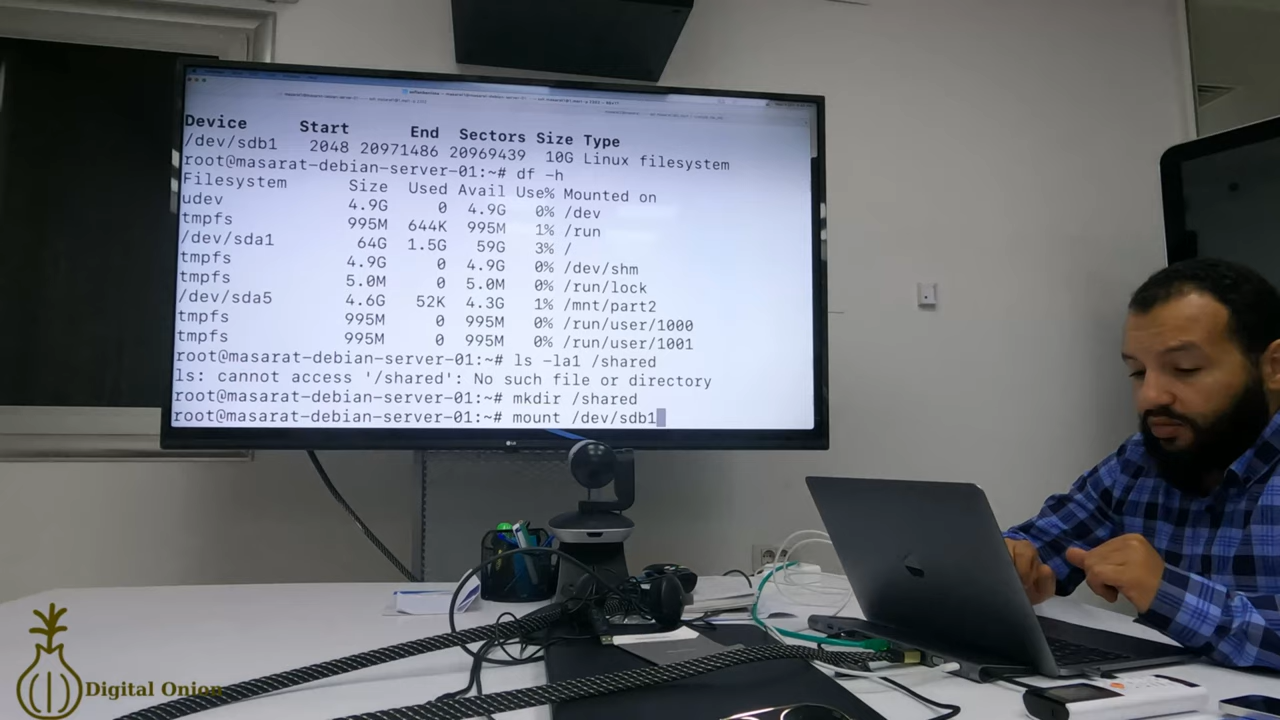 Device Start End Sectors Size Type
/dev/sdb1 2048 20971486 20969439 10G Linux filesystem
root@masarat-debian-server-01:~# df -h
Filesystem Size Used Avail Use% Mounted on
udev 4.9G 0 4.9G 0% /dev
tmpfs 995M 644K 995M 1% /run
/dev/sda1 64G 1.5G 59G 3% /
tmpfs 4.9G 0 4.9G 0% /dev/shm
tmpfs 5.0M 0 5.0M 0% /run/lock
/dev/sda5 4.6G 52K 4.3G 1% /mnt/part2
tmpfs 995M 0 995M 0% /run/user/1000
tmpfs 995M 0 995M 0% /run/user/1001
root@masarat-debian-server-01:~# ls -la1 /shared
ls: cannot access '/shared': No such file or directory
root@masarat-debian-server-01:~# mkdir /shared
root@masarat-debian-server-01:~# mount /dev/sdb1
LG
Digital Onion